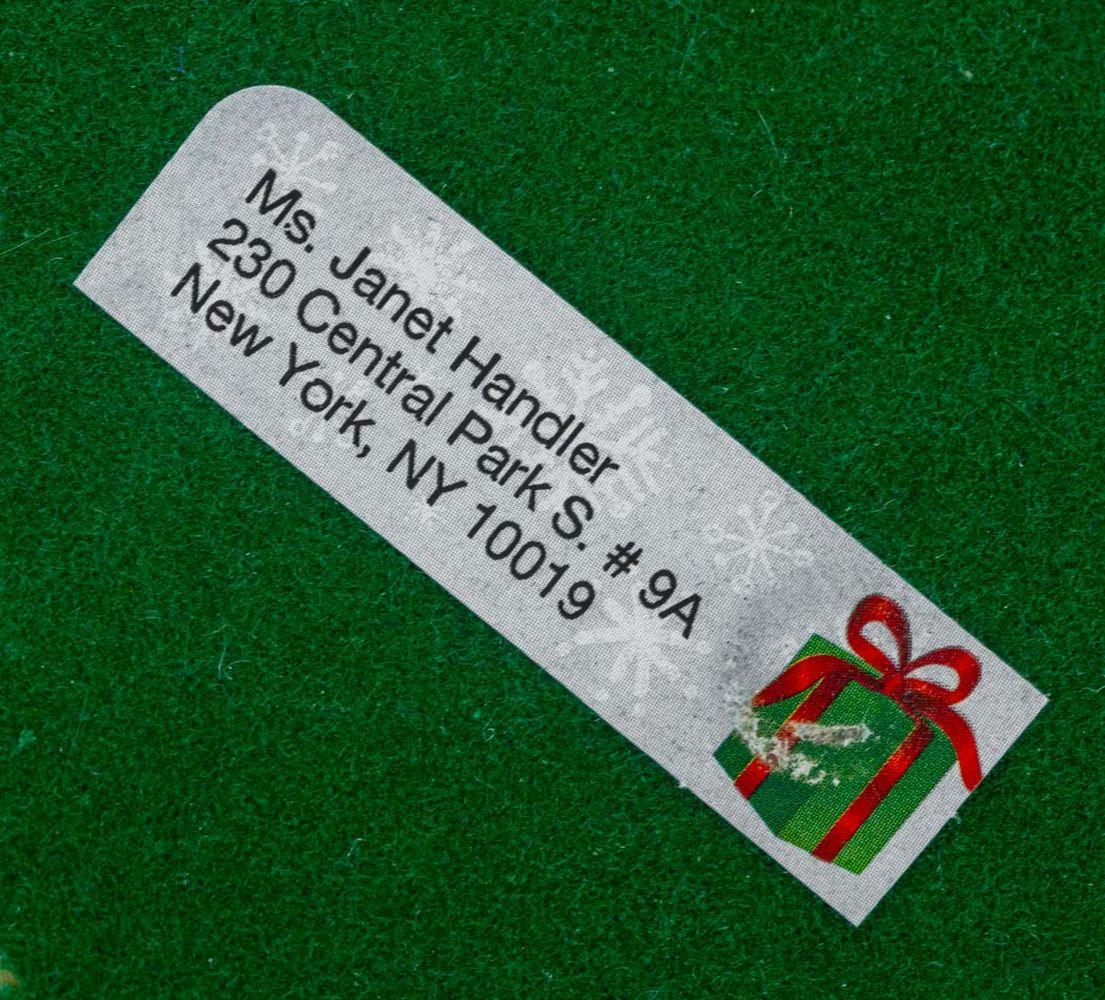 Ms. Janet Handler
230 Central Park S. # 9A
New York, NY 10019